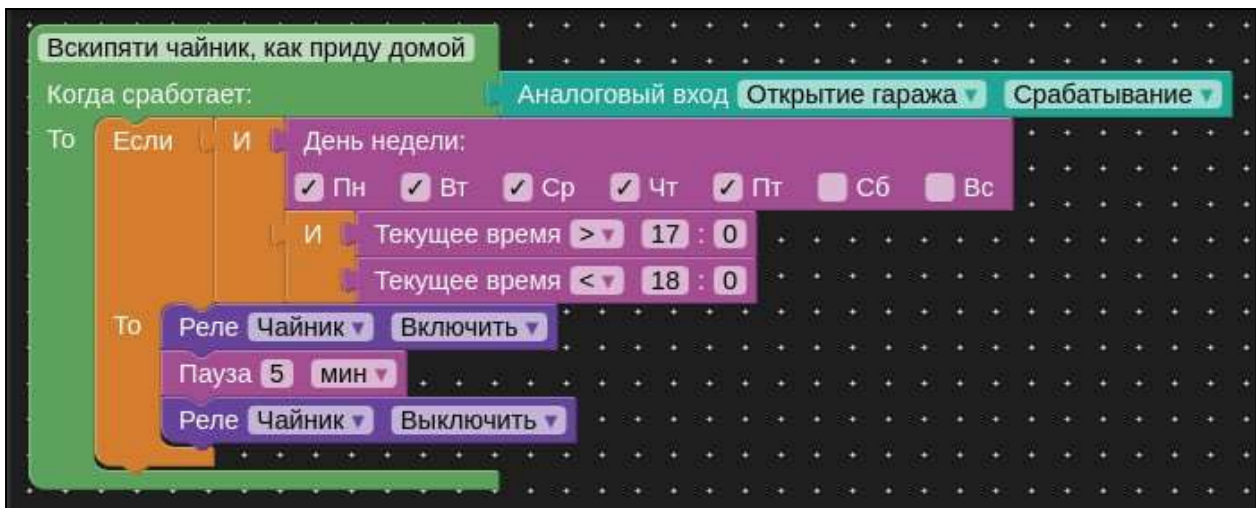 Вскипяти чайник, как приду домой
Когда сработает: Аналоговый вход Открытие гаража Срабатывание
То Если И День недели:
Пн Вт Ср Чт Пт Сб Вс
И Текущее время > 17 : 0
Текущее время < 18 : 0
То Реле Чайник Включить
Пауза 5 мин
Реле Чайник Выключить